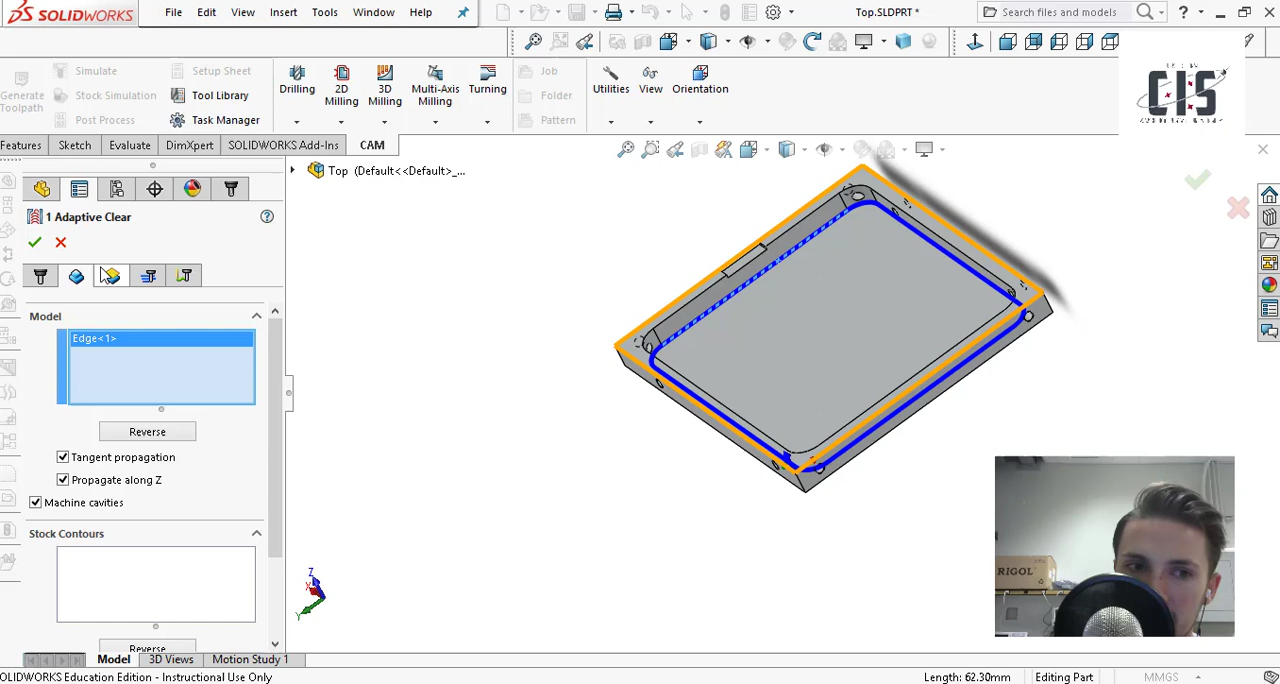 SOLIDWORKS
File Edit View Insert Tools Window Help
Top.SLDPRT *
Search files and models
?
Generate Toolpath
Simulate
Stock Simulation
Post Process
Setup Sheet
Tool Library
Task Manager
Drilling
2D Milling
3D Milling
Multi-Axis Milling
Turning
Job
Folder
Pattern
Utilities
View
Orientation
CIS
Features Sketch Evaluate DimXpert SOLIDWORKS Add-Ins CAM
Top (Default<<Default>_...
1 Adaptive Clear
Model
Edge<1>
Reverse
Tangent propagation
Propagate along Z
Machine cavities
Stock Contours
Reverse
Z
X
Y
RIGOL
Model 3D Views Motion Study 1
OLIDWORKS Education Edition - Instructional Use Only
Length: 62.30mm Editing Part MMGS